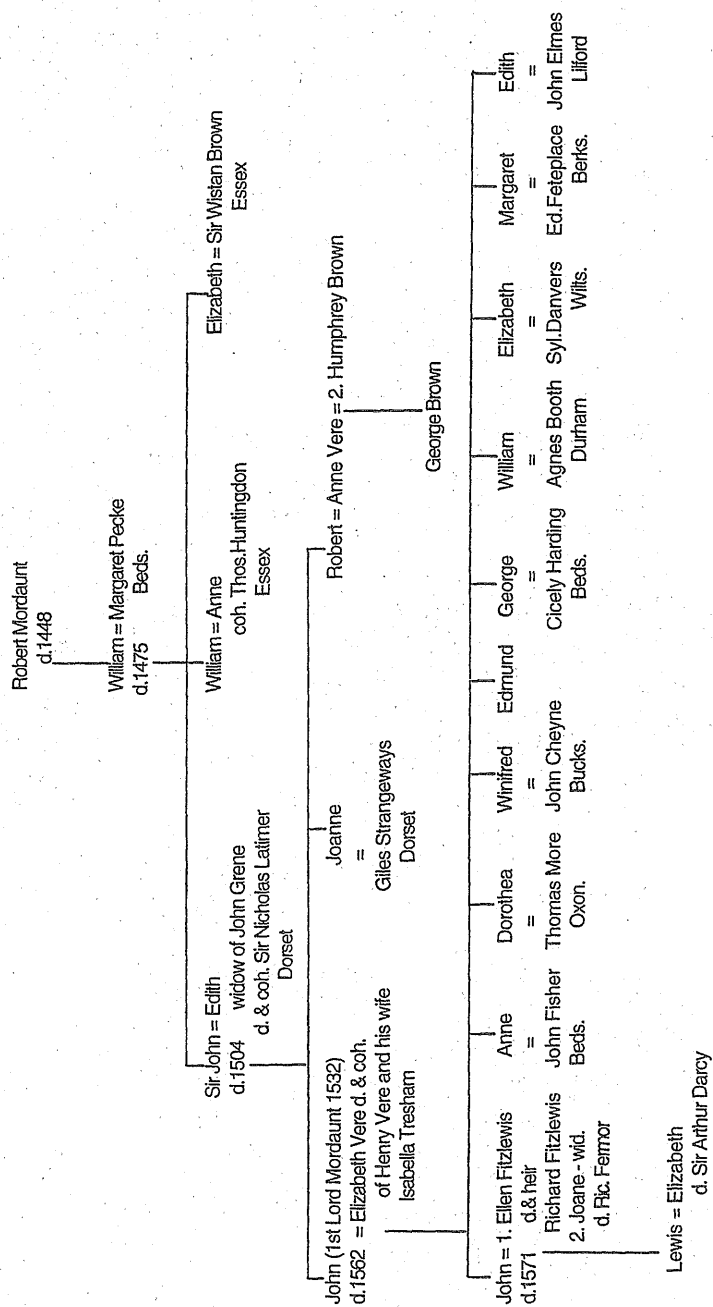 Robert Mordaunt
d.1448
William = Margaret Pecke
d.1475 Beds.
Sir John = Edith
d.1504 widow of John Grene
d. & coh. Sir Nicholas Latimer
Dorset
William = Anne
coh. Thos.Huntingdon
Essex
Elizabeth = Sir Wistan Brown
Essex
John (1st Lord Mordaunt 1532)
d.1562 = Elizabeth Vere d. & coh.
of Henry Vere and his wife
Isabella Tresham
Joanne
=
Giles Strangeways
Dorset
Robert = Anne Vere = 2. Humphrey Brown
George Brown
John = 1. Ellen Fitzlewis
d.1571 d.& heir
Richard Fitzlewis
2. Joane.- wid.
d. Ric. Fermor
Anne
=
John Fisher
Beds.
Dorothea
=
Thomas More
Oxon.
Winifred
=
John Cheyne
Bucks.
Edmund
George
=
Cicely Harding
Beds.
William
=
Agnes Booth
Durham
Elizabeth
=
Syl.Danvers
Wilts.
Margaret
=
Ed.Feteplace
Berks.
Edith
=
John Elmes
Lilford
Lewis = Elizabeth
d. Sir Arthur Darcy